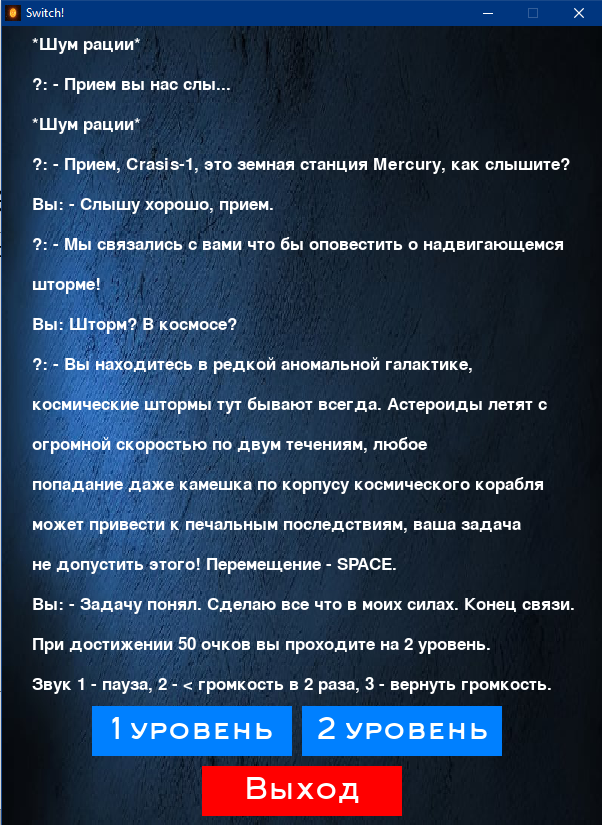 Switch!
*Шум рации*
?: - Прием вы нас слы...
*Шум рации*
?: - Прием, Crasis-1, это земная станция Mercury, как слышите?
Вы: - Слышу хорошо, прием.
?: - Мы связались с вами что бы оповестить о надвигающемся
шторме!
Вы: Шторм? В космосе?
?: - Вы находитесь в редкой аномальной галактике,
космические штормы тут бывают всегда. Астероиды летят с
огромной скоростью по двум течениям, любое
попадание даже камешка по корпусу космического корабля
может привести к печальным последствиям, ваша задача
не допустить этого! Перемещение - SPACE.
Вы: - Задачу понял. Сделаю все что в моих силах. Конец связи.
При достижении 50 очков вы проходите на 2 уровень.
Звук 1 - пауза, 2 - < громкость в 2 раза, 3 - вернуть громкость.
1 уровень 2 уровень
Выход